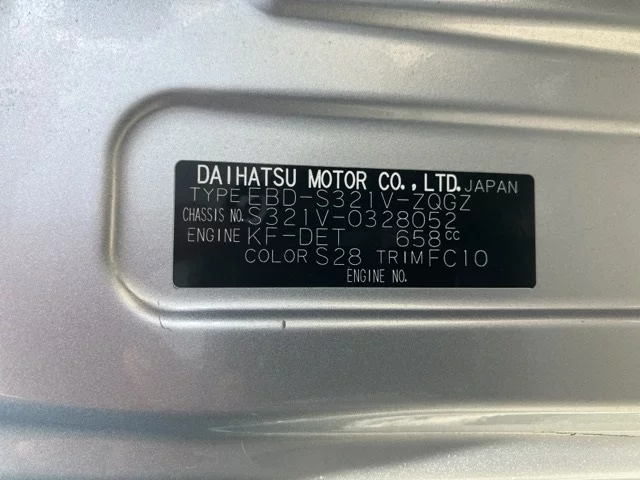 DAIHATSU MOTOR CO.,LTD. JAPAN
TYPE EBD-S321V-ZQGZ
CHASSIS NO. S321V-0328052
ENGINE KF-DET 658cc
COLOR S28 TRIM FC10
ENGINE NO.